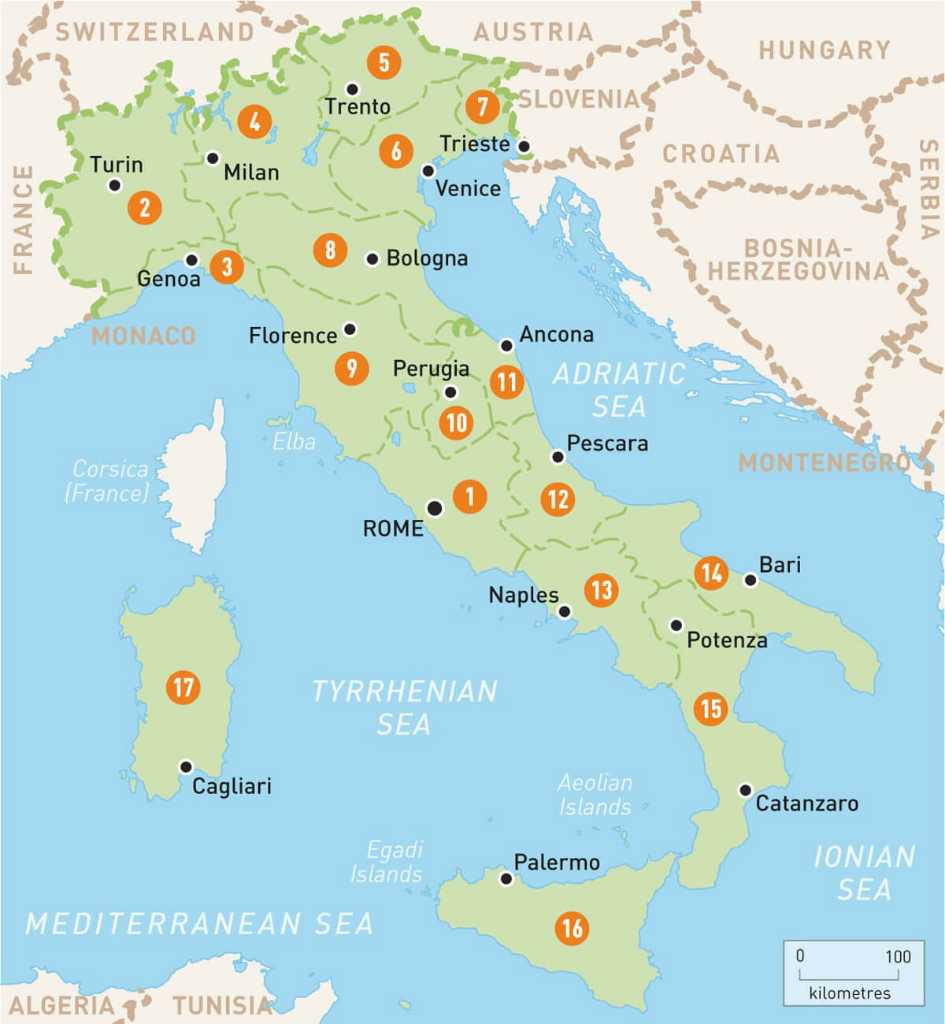 SWITZERLAND
AUSTRIA
HUNGARY
5
Trento
7
SLOVENIA
4
6
Trieste
CROATIA
SERBIA
Turin
Milan
Venice
FRANCE
2
8
Bologna
BOSNIA-
HERZEGOVINA
Genoa
3
MONACO
Florence
Ancona
9
Perugia
11
ADRIATIC
SEA
10
Elba
Pescara
Corsica
(France)
MONTENEGRO
1
12
ROME
14
Bari
Naples
13
Potenza
17
TYRRHENIAN
SEA
15
Cagliari
Aeolian
Islands
Catanzaro
Egadi
Islands
Palermo
IONIAN
SEA
MEDITERRANEAN SEA
16
0 100
kilometres
ALGERIA
TUNISIA